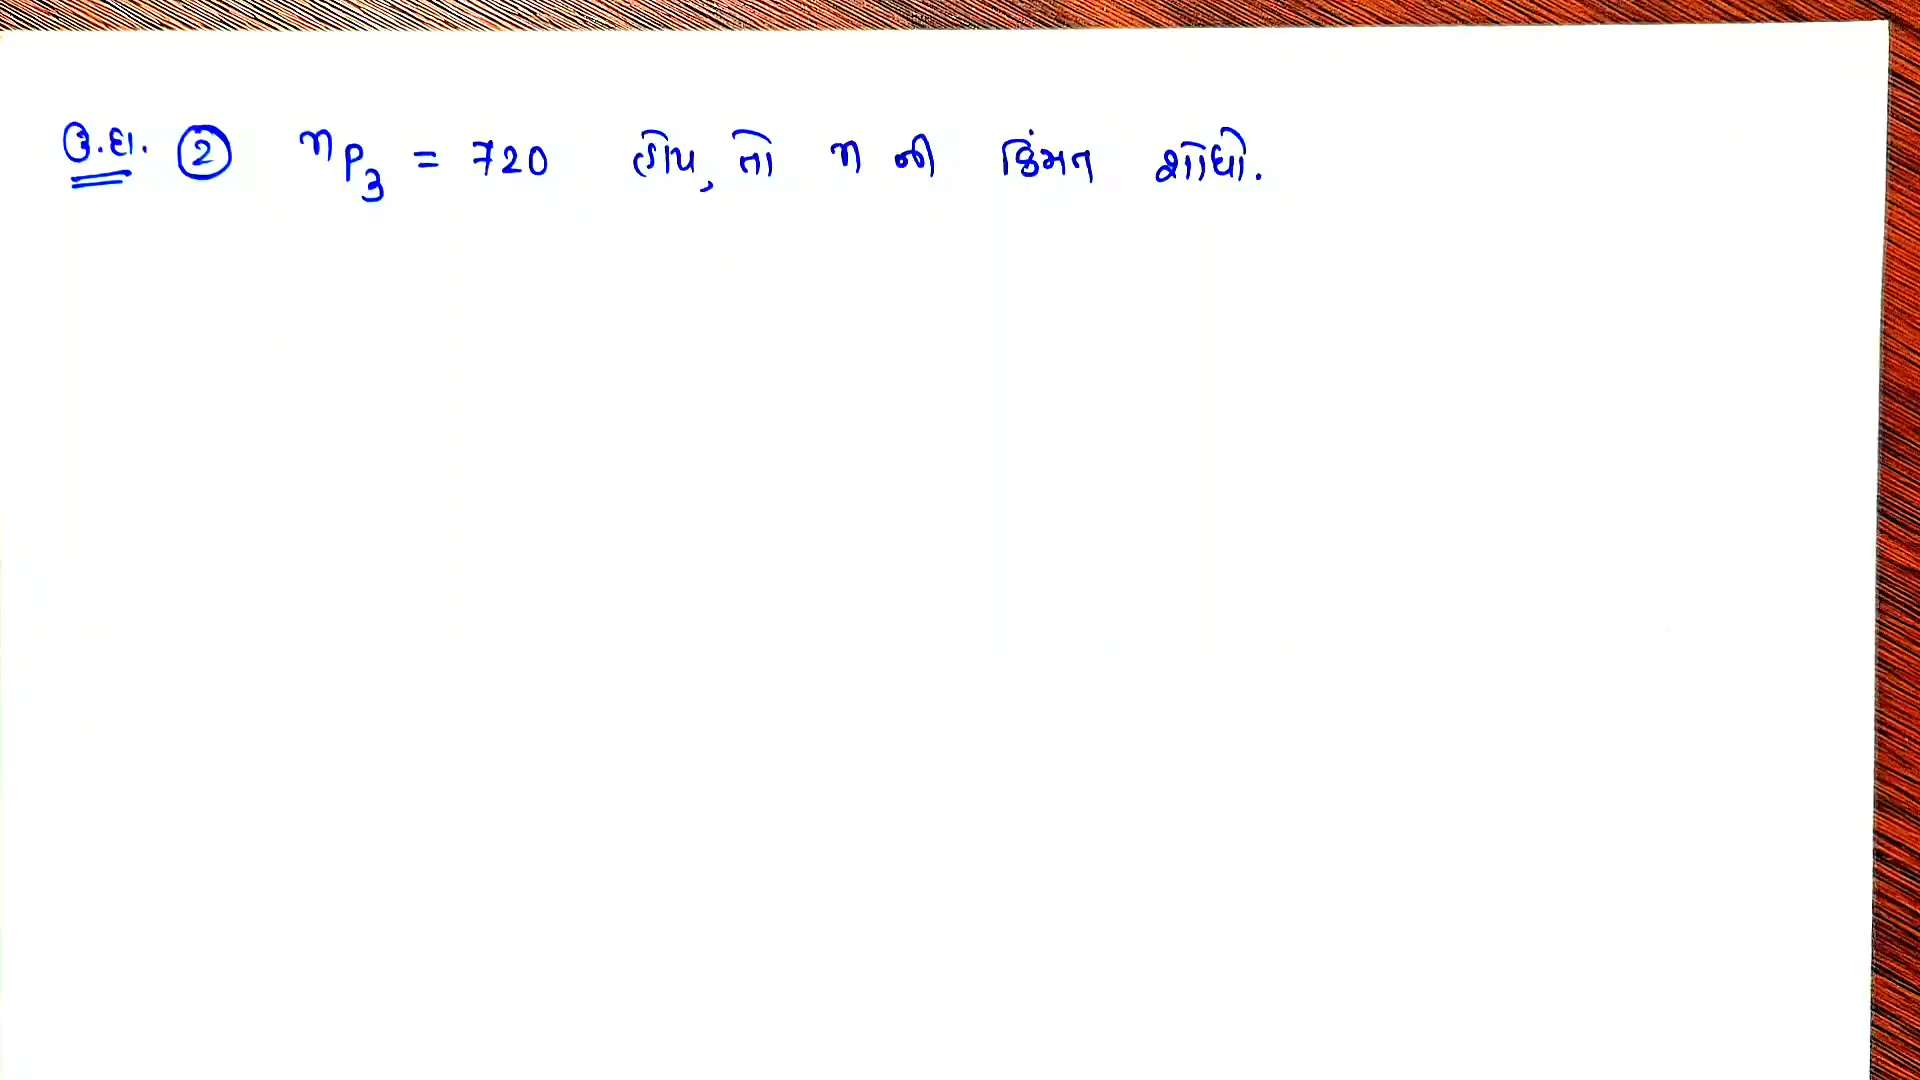 ઉ.દા. ② ⁿP₃ = 720 હોય, તો n ની કિંમત શોધો.